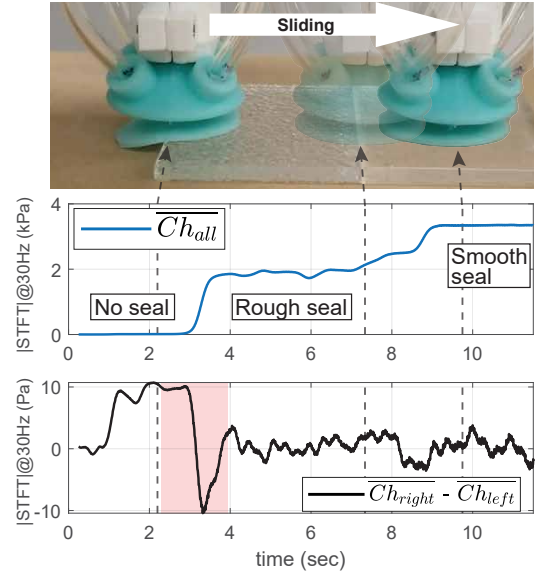 Sliding
|STFT|@30Hz (kPa)
4
2
0
Ch_all
No seal
Rough seal
Smooth
seal
0 2 4 6 8 10
|STFT|@30Hz (Pa)
10
0
-10
Ch_right - Ch_left
0 2 4 6 8 10
time (sec)